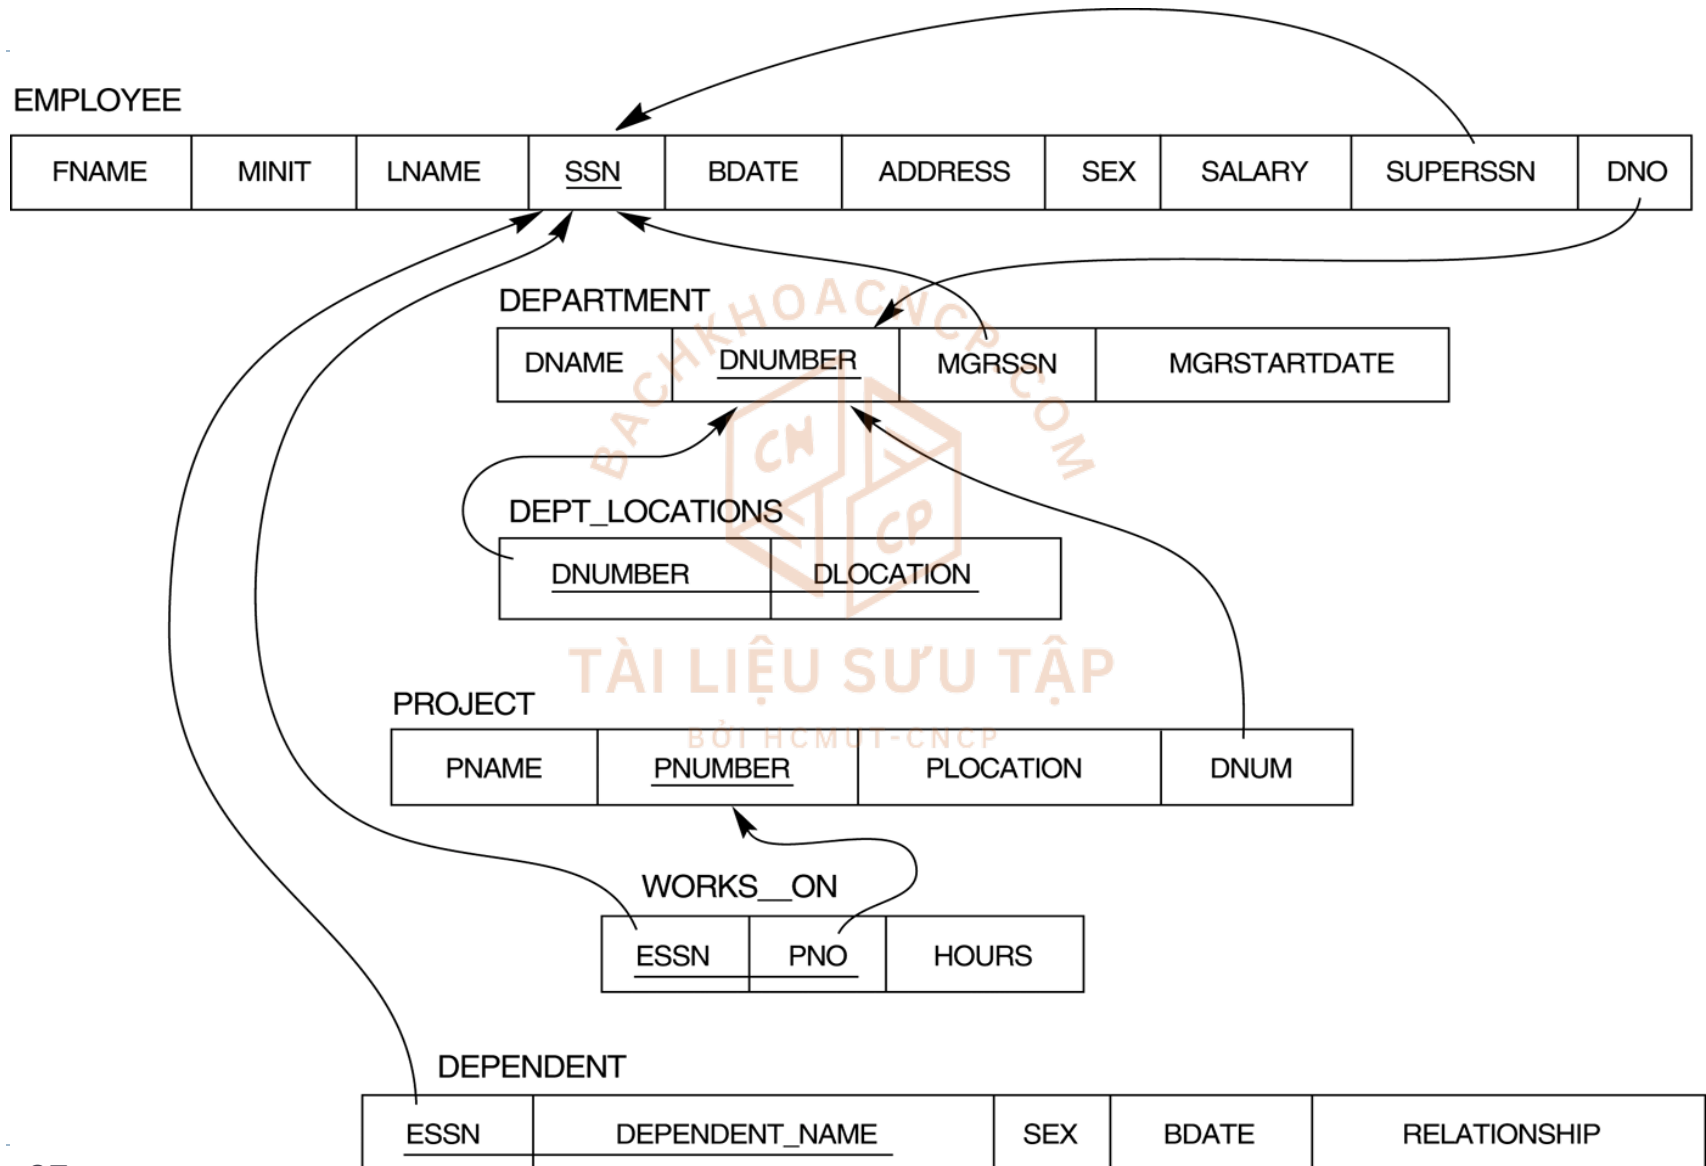 EMPLOYEE
FNAME MINIT LNAME SSN BDATE ADDRESS SEX SALARY SUPERSSN DNO
DEPARTMENT
DNAME DNUMBER MGRSSN MGRSTARTDATE
BACHKHOACNCP.COM
CN
CP
DEPT_LOCATIONS
DNUMBER DLOCATION
TÀI LIỆU SƯU TẬP
PROJECT
BỞI HCMUT-CNCP
PNAME PNUMBER PLOCATION DNUM
WORKS__ON
ESSN PNO HOURS
DEPENDENT
ESSN DEPENDENT_NAME SEX BDATE RELATIONSHIP